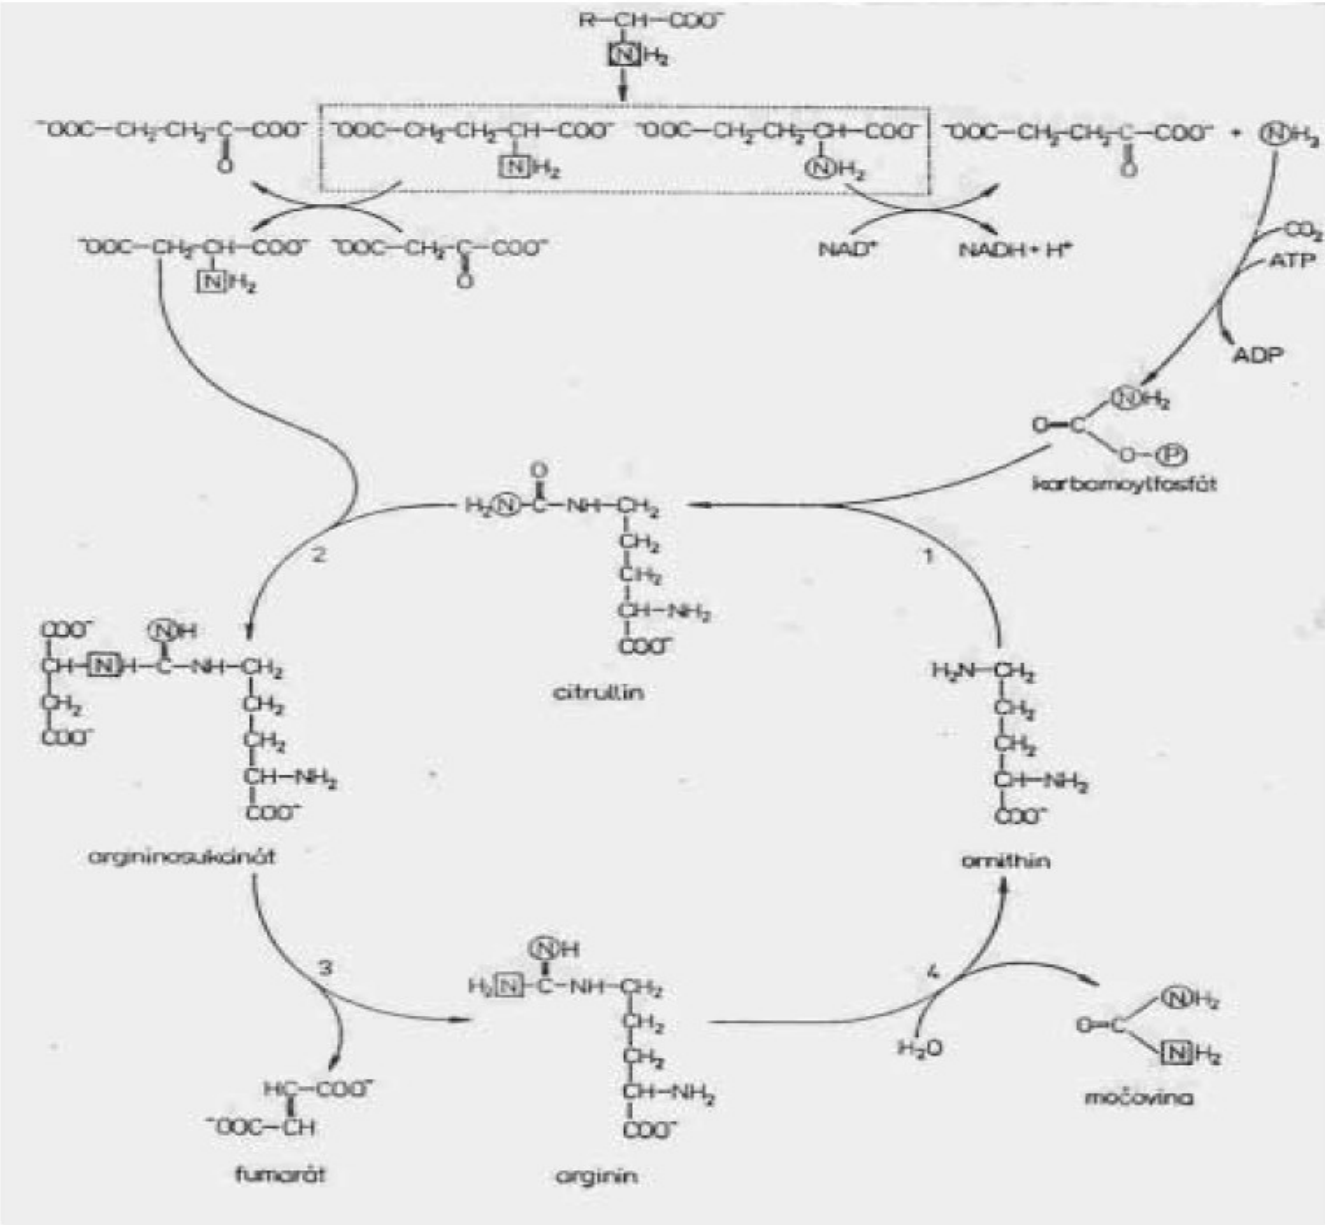 R–CH–COO⁻
NH₂
⁻OOC–CH₂–CH₂–C–COO⁻
O
⁻OOC–CH₂–CH₂–CH–COO⁻
NH₂
⁻OOC–CH₂–CH₂–CH–COO⁻
NH₂
⁻OOC–CH₂–CH₂–C–COO⁻ + NH₃
O
⁻OOC–CH₂–CH–COO⁻
NH₂
⁻OOC–CH₂–C–COO⁻
O
NAD⁺
NADH + H⁺
CO₂
ATP
ADP
NH₂
O=C
O–P
karbamoylfosfát
O
H₂N–C–NH–CH₂
CH₂
CH₂
CH–NH₂
COO⁻
citrullin
1
2
COO⁻
CH–NH–C–NH–CH₂
NH
CH₂
COO⁻
CH₂
CH₂
CH–NH₂
COO⁻
argininosukcinát
H₂N–CH₂
CH₂
CH₂
CH–NH₂
COO⁻
ornithin
3
HC–COO⁻
⁻OOC–CH
fumarát
NH
H₂N–C–NH–CH₂
CH₂
CH₂
CH–NH₂
COO⁻
arginin
4
H₂O
NH₂
O=C
NH₂
močovina